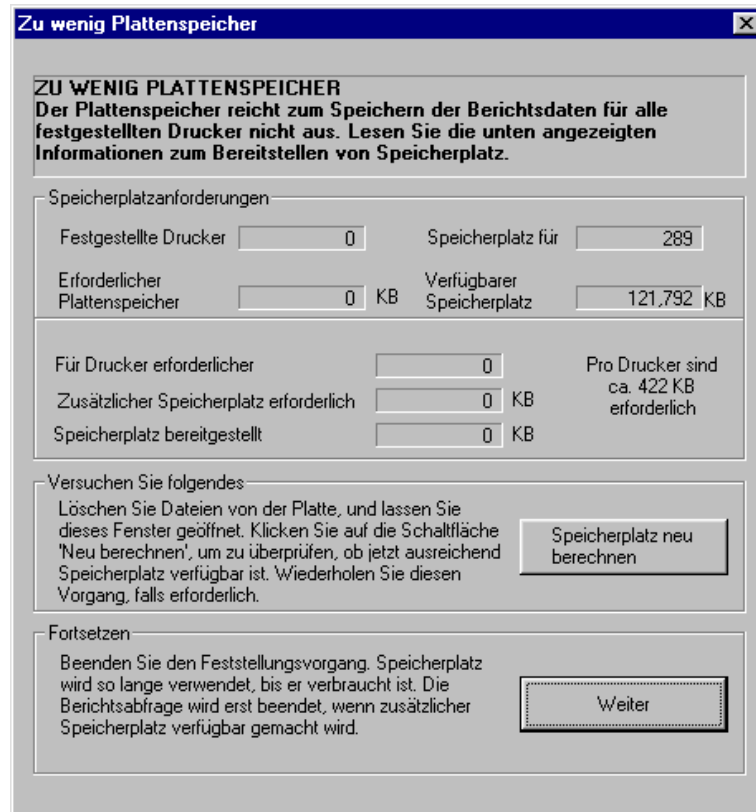 Zu wenig Plattenspeicher
ZU WENIG PLATTENSPEICHER
Der Plattenspeicher reicht zum Speichern der Berichtsdaten für alle
festgestellten Drucker nicht aus. Lesen Sie die unten angezeigten
Informationen zum Bereitstellen von Speicherplatz.
Speicherplatzanforderungen
Festgestellte Drucker 0 Speicherplatz für 289
Erforderlicher
Plattenspeicher 0 KB
Verfügbarer
Speicherplatz 121,792 KB
Für Drucker erforderlicher 0
Zusätzlicher Speicherplatz erforderlich 0 KB
Speicherplatz bereitgestellt 0 KB
Pro Drucker sind
ca. 422 KB
erforderlich
Versuchen Sie folgendes
Löschen Sie Dateien von der Platte, und lassen Sie
dieses Fenster geöffnet. Klicken Sie auf die Schaltfläche
'Neu berechnen', um zu überprüfen, ob jetzt ausreichend
Speicherplatz verfügbar ist. Wiederholen Sie diesen
Vorgang, falls erforderlich.
Speicherplatz neu
berechnen
Fortsetzen
Beenden Sie den Feststellungsvorgang. Speicherplatz
wird so lange verwendet, bis er verbraucht ist. Die
Berichtsabfrage wird erst beendet, wenn zusätzlicher
Speicherplatz verfügbar gemacht wird.
Weiter